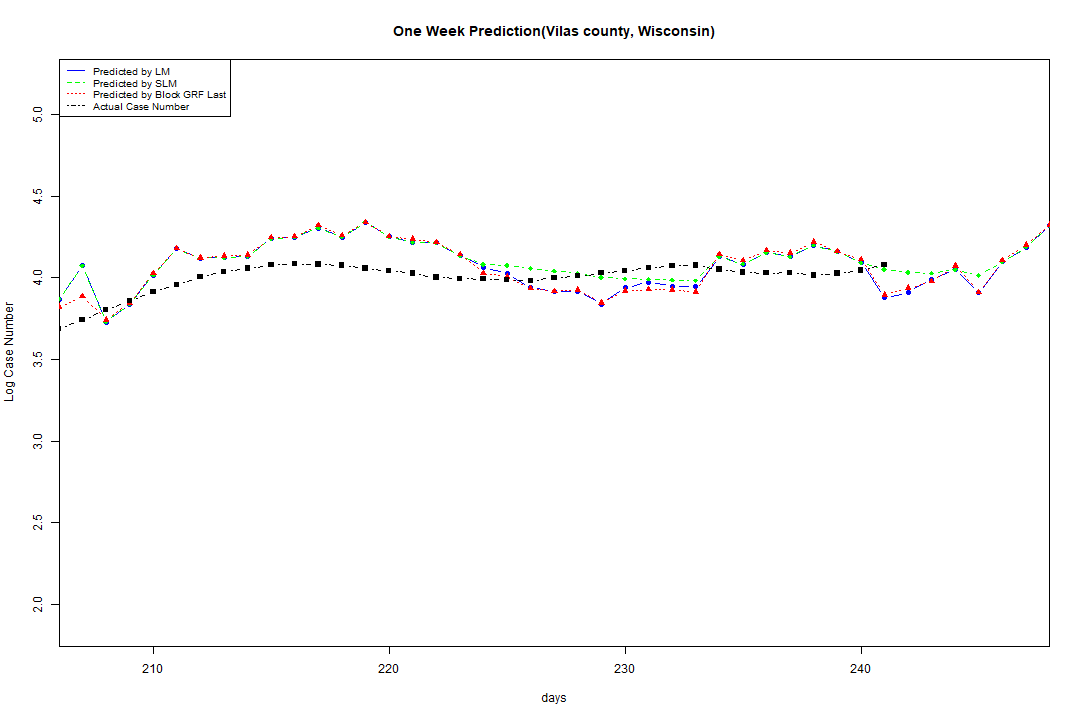 One Week Prediction(Vilas county, Wisconsin)
Predicted by LM
Predicted by SLM
Predicted by Block GRF Last
Actual Case Number
5.0
4.5
4.0
3.5
3.0
2.5
2.0
Log Case Number
210
220
230
240
days